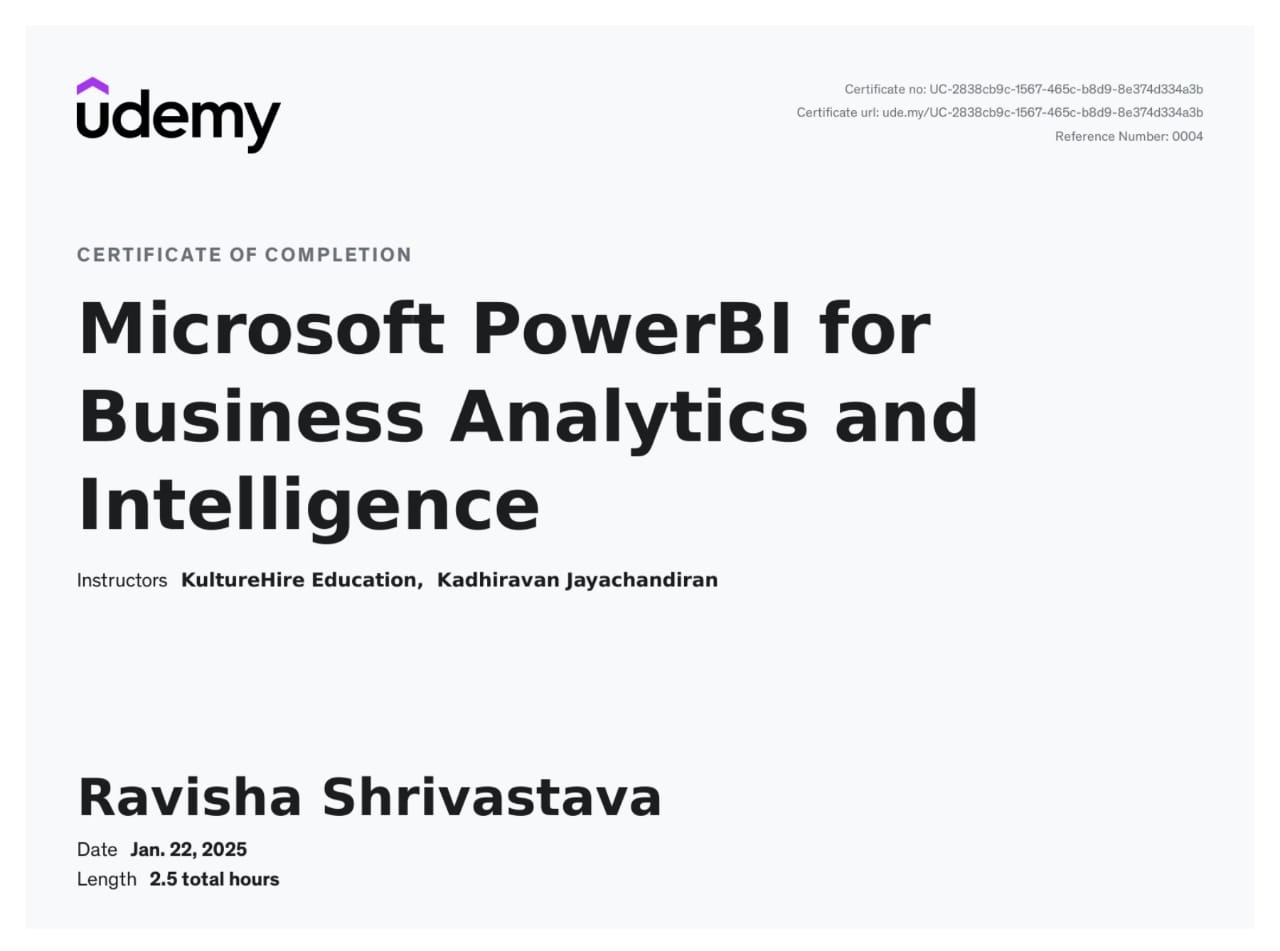 udemy
Certificate no: UC-2838cb9c-1567-465c-b8d9-8e374d334a3b
Certificate url: ude.my/UC-2838cb9c-1567-465c-b8d9-8e374d334a3b
Reference Number: 0004
CERTIFICATE OF COMPLETION
Microsoft PowerBI for
Business Analytics and
Intelligence
Instructors KultureHire Education, Kadhiravan Jayachandiran
Ravisha Shrivastava
Date Jan. 22, 2025
Length 2.5 total hours